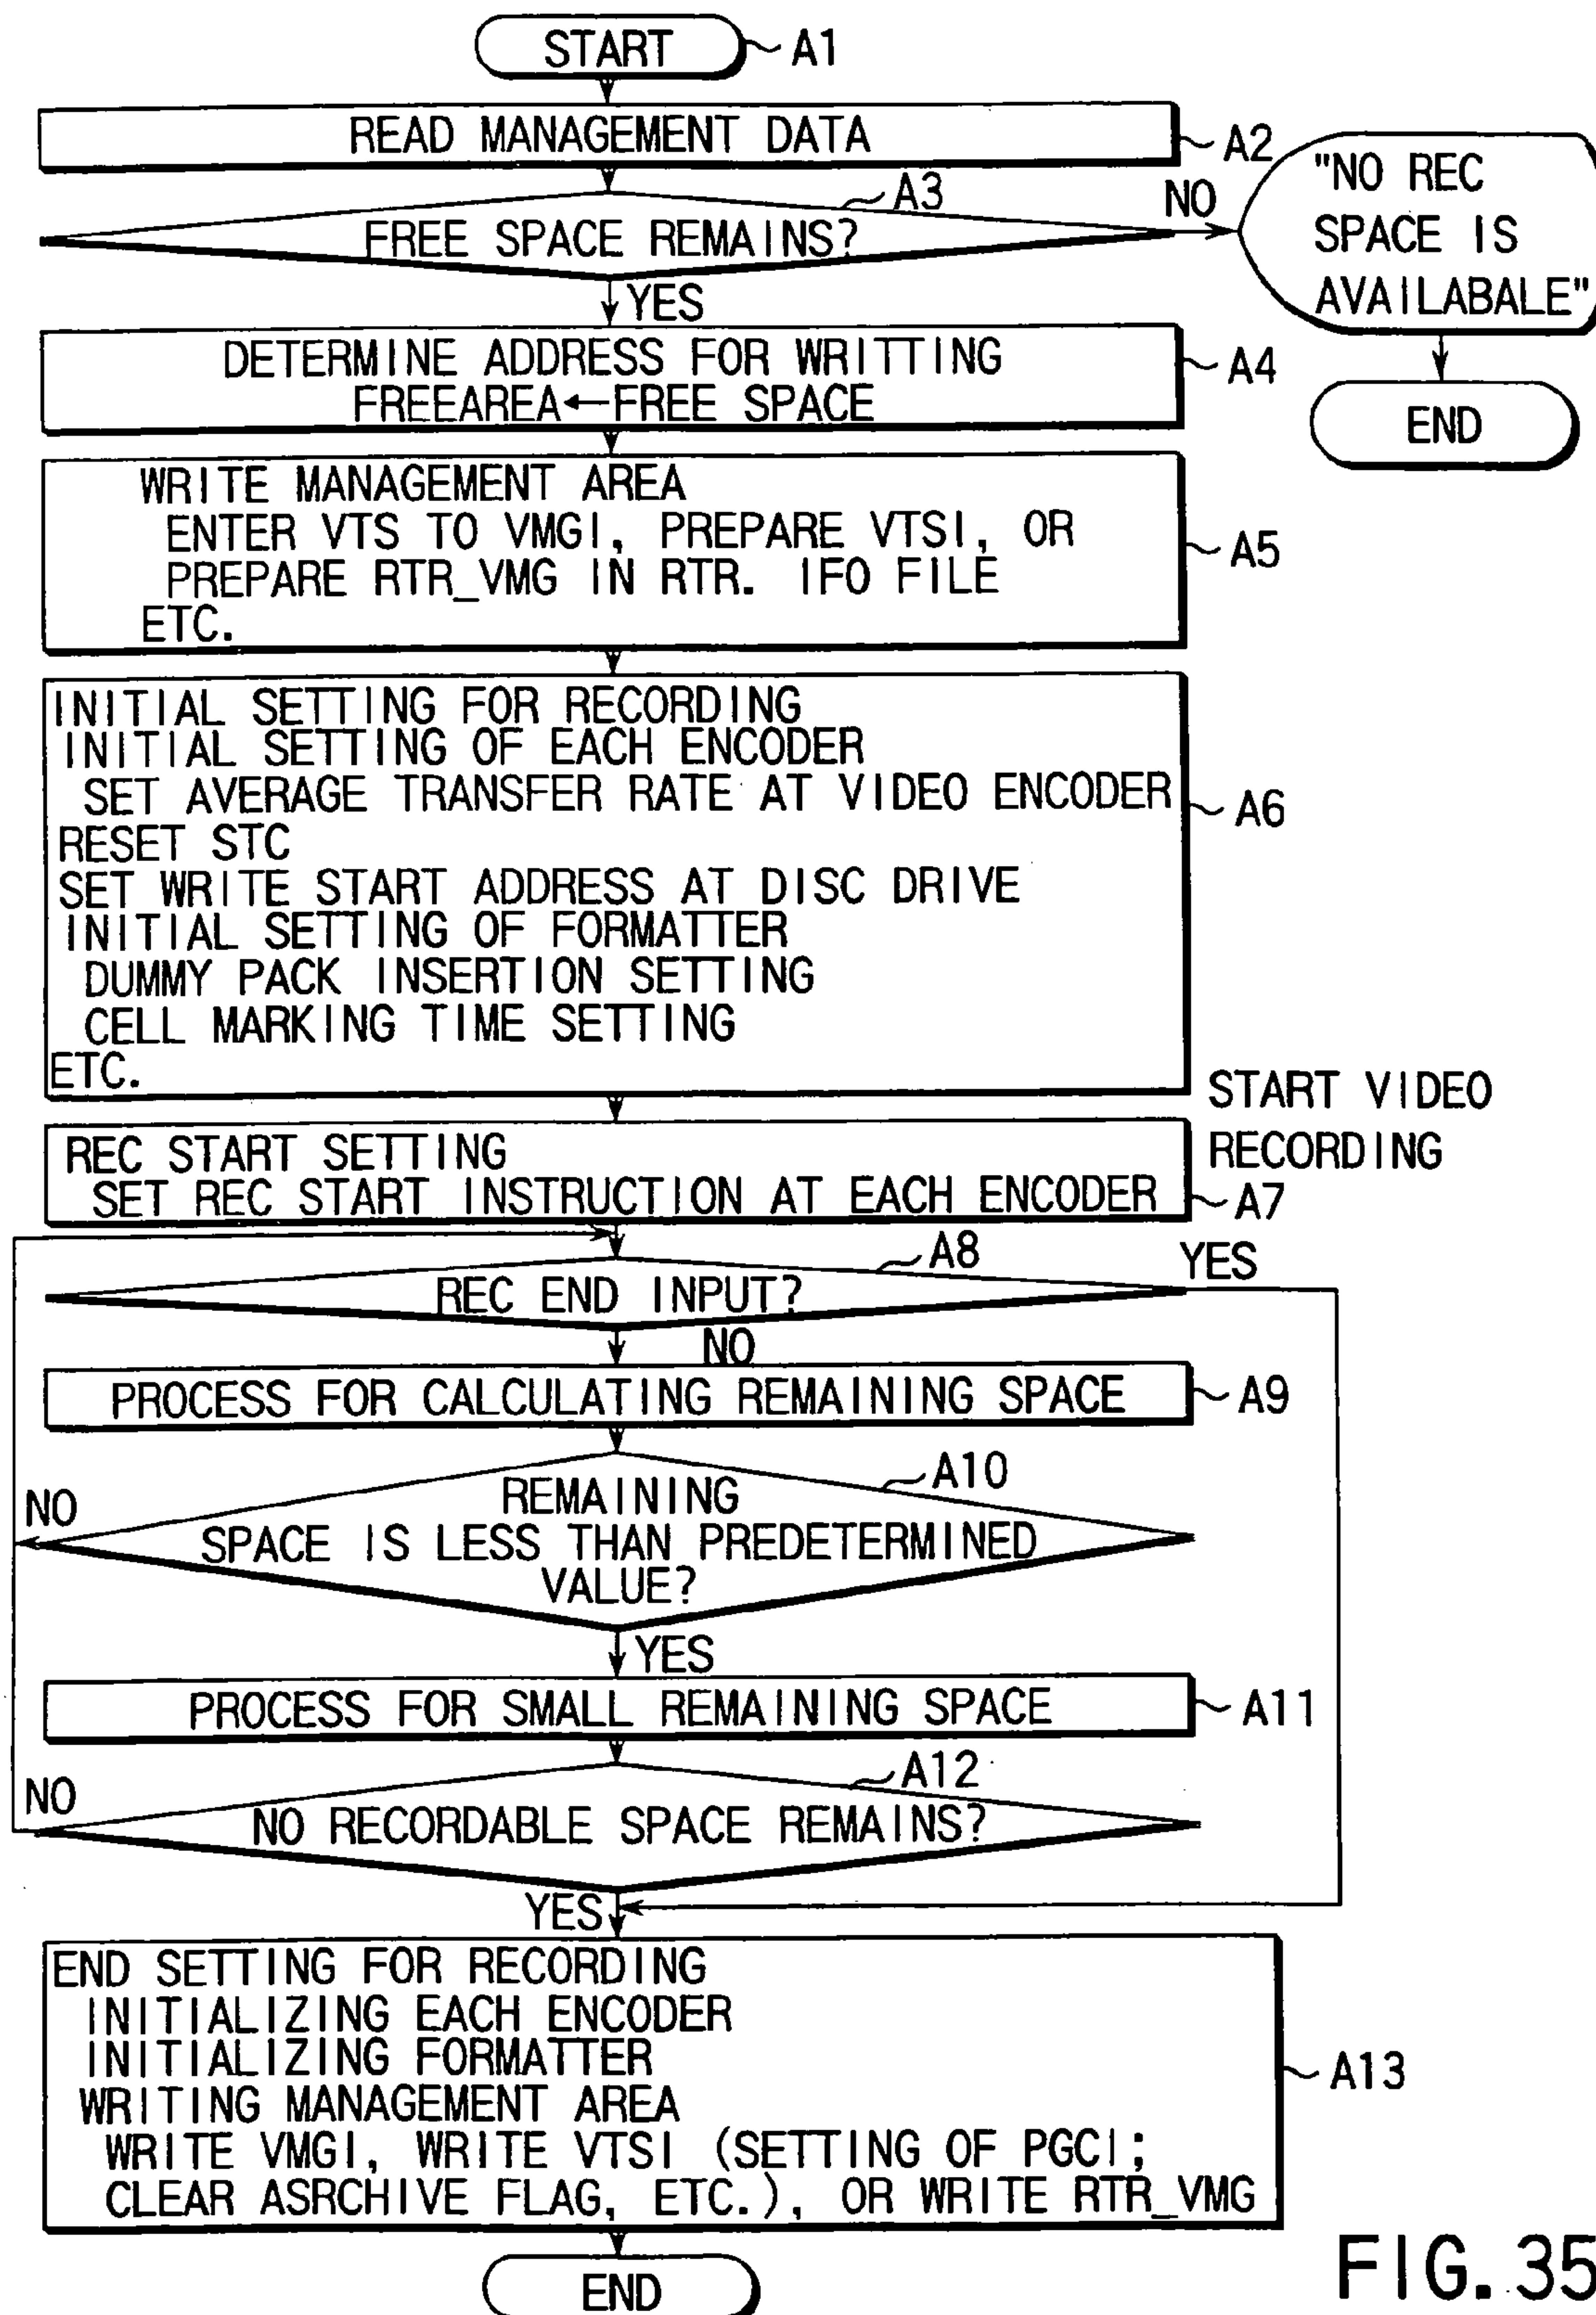 START
A1
READ MANAGEMENT DATA
A2
A3
FREE SPACE REMAINS?
NO
"NO REC
SPACE IS
AVAILABALE"
END
YES
DETERMINE ADDRESS FOR WRITTING
FREEAREA←FREE SPACE
A4
WRITE MANAGEMENT AREA
ENTER VTS TO VMGI, PREPARE VTSI, OR
PREPARE RTR_VMG IN RTR. IFO FILE
ETC.
A5
INITIAL SETTING FOR RECORDING
INITIAL SETTING OF EACH ENCODER
SET AVERAGE TRANSFER RATE AT VIDEO ENCODER
RESET STC
SET WRITE START ADDRESS AT DISC DRIVE
INITIAL SETTING OF FORMATTER
DUMMY PACK INSERTION SETTING
CELL MARKING TIME SETTING
ETC.
A6
START VIDEO
RECORDING
REC START SETTING
SET REC START INSTRUCTION AT EACH ENCODER
A7
A8
REC END INPUT?
YES
NO
PROCESS FOR CALCULATING REMAINING SPACE
A9
A10
REMAINING
SPACE IS LESS THAN PREDETERMINED
VALUE?
NO
YES
PROCESS FOR SMALL REMAINING SPACE
A11
A12
NO RECORDABLE SPACE REMAINS?
NO
YES
END SETTING FOR RECORDING
INITIALIZING EACH ENCODER
INITIALIZING FORMATTER
WRITING MANAGEMENT AREA
WRITE VMGI, WRITE VTSI (SETTING OF PGCI;
CLEAR ASRCHIVE FLAG, ETC.), OR WRITE RTR_VMG
A13
END
FIG. 35